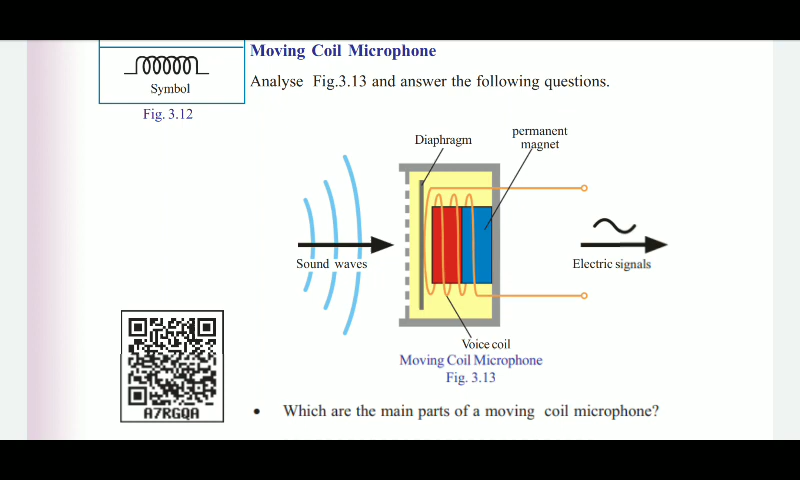 Moving Coil Microphone
Symbol
Analyse Fig.3.13 and answer the following questions.
Fig. 3.12
Diaphragm
permanent
magnet
Sound waves
Electric signals
Voice coil
Moving Coil Microphone
Fig. 3.13
A7RGQA
• Which are the main parts of a moving coil microphone?